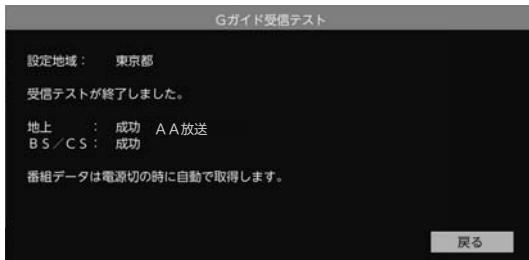 Gガイド受信テスト
設定地域： 東京都
受信テストが終了しました。
地上 ： 成功 ＡＡ放送
ＢＳ／ＣＳ： 成功
番組データは電源切の時に自動で取得します。
戻る